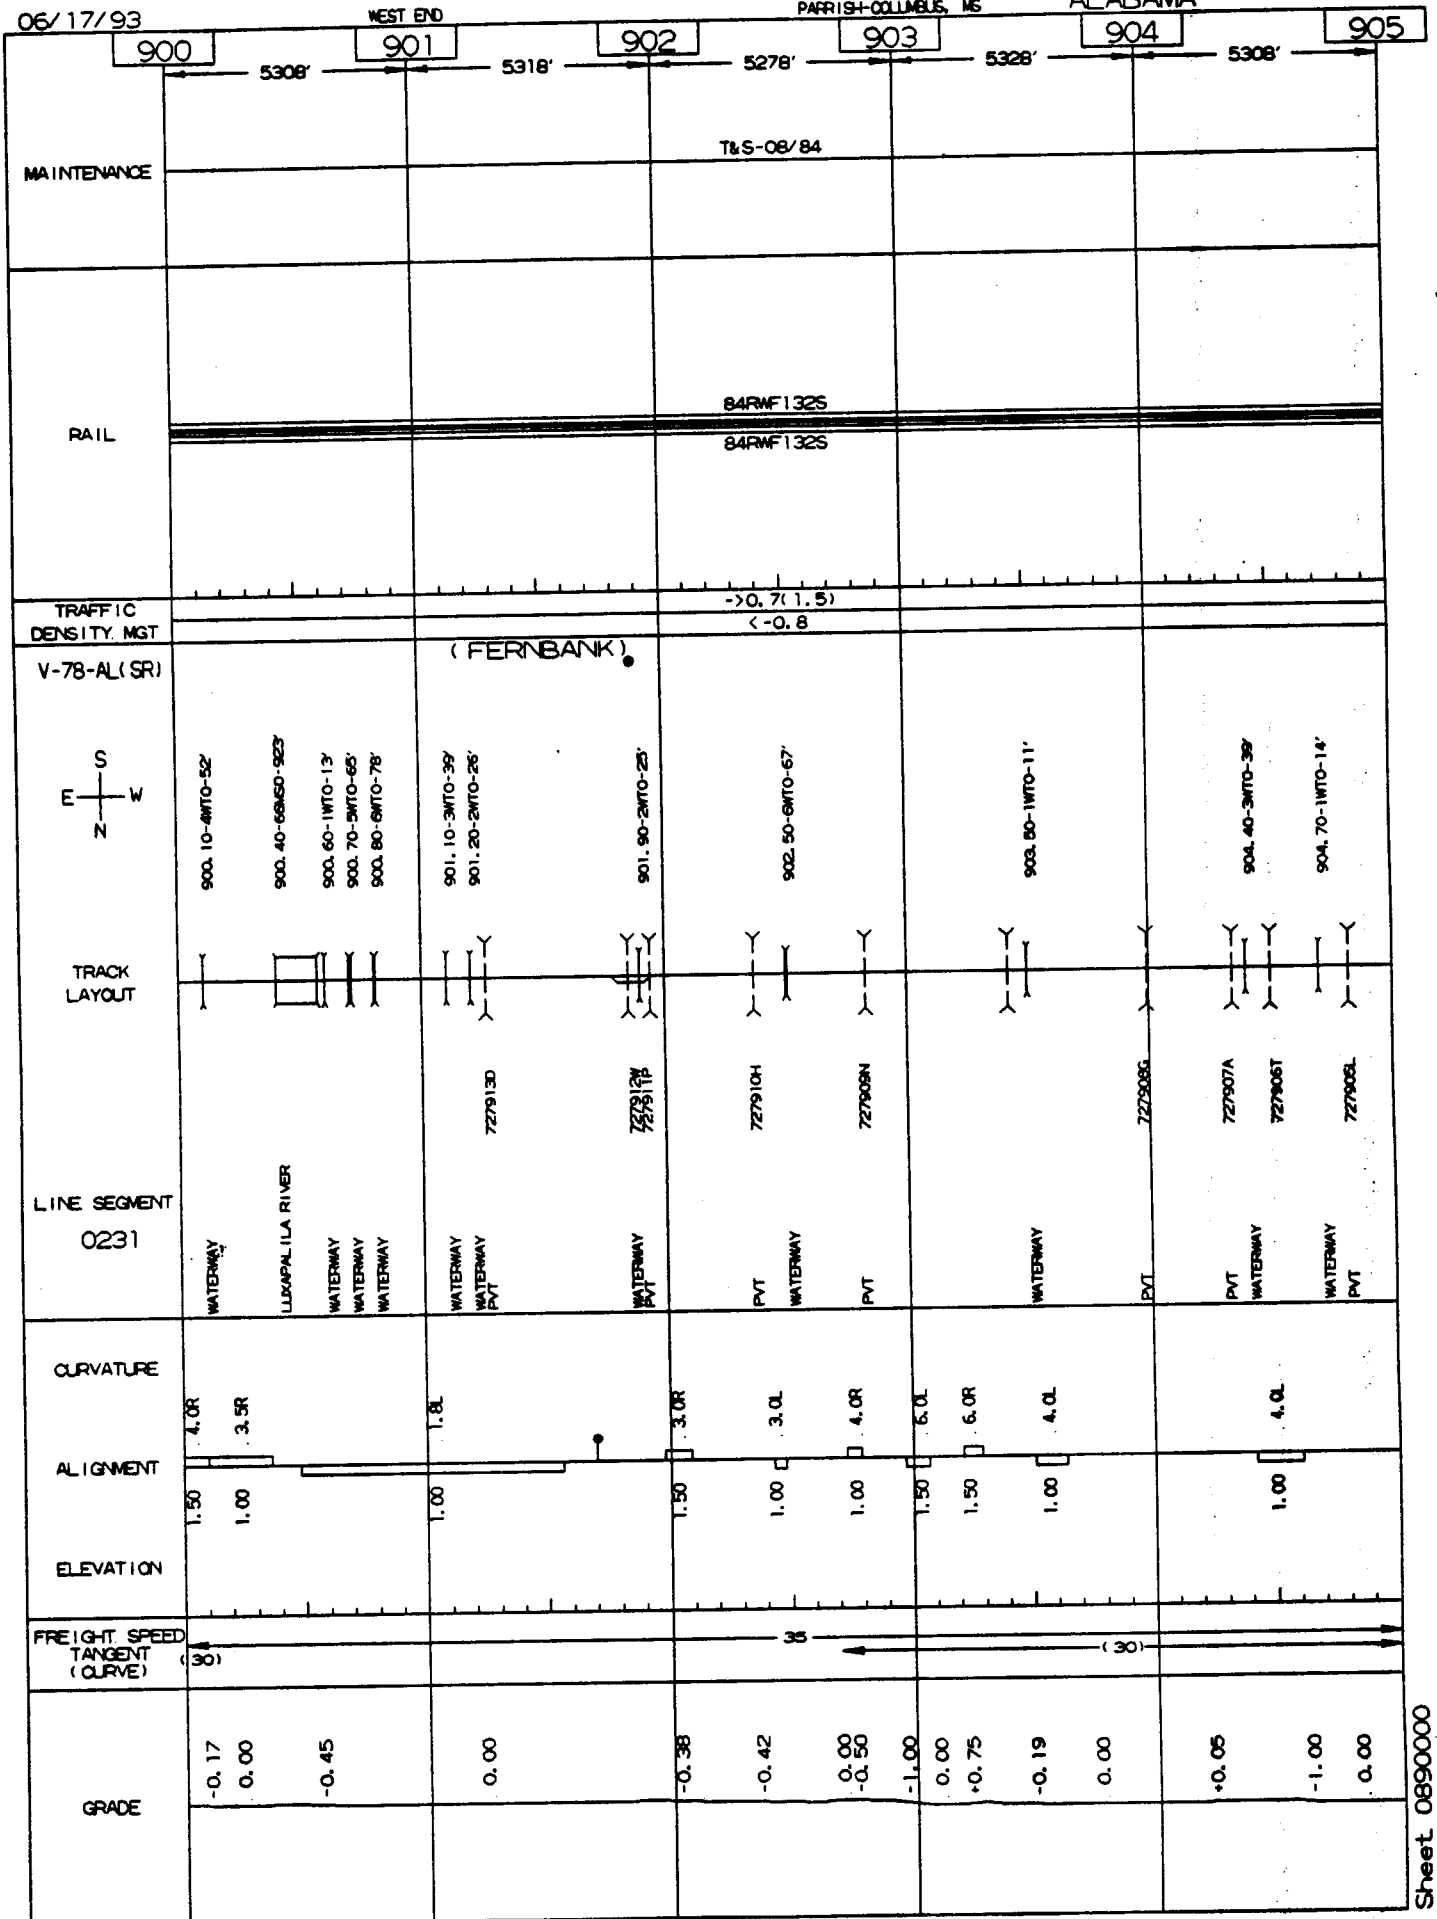 06/17/93
WEST END
PARRISH-COLUMBUS, MS
ALABAMA
900 901 902 903 904 905
5308' 5318' 5278' 5328' 5308'
MAINTENANCE
T&S-08/84
RAIL
84RWF132S
84RWF132S
TRAFFIC
DENSITY. MGT
->0.7(1.5)
<-0.8
V-78-AL(SR)
(FERNBANK)
S
E W
N
900.10-4WTO-52'
900.40-66MSO-923'
900.60-1WTO-13'
900.70-5WTO-65'
900.80-6WTO-78'
901.10-3WTO-39'
901.20-2WTO-26'
901.90-2WTO-25'
902.50-6WTO-67'
903.50-1WTO-11'
904.40-3WTO-39'
904.70-1WTO-14'
TRACK
LAYOUT
727913D
727912W
727911P
727910H
727909N
727908G
727907A
727906T
727905L
LINE SEGMENT
0231
WATERWAY
LUXAPALILA RIVER
WATERWAY
WATERWAY
WATERWAY
WATERWAY
WATERWAY
PVT
WATERWAY
PVT
PVT
WATERWAY
PVT
WATERWAY
PVT
PVT
WATERWAY
WATERWAY
PVT
CURVATURE
4.0R 3.5R 1.8L 3.0R 3.0L 4.0R 6.0L 6.0R 4.0L 4.0L
ALIGNMENT
1.50 1.00 1.00 1.50 1.00 1.00 1.50 1.50 1.00 1.00
ELEVATION
FREIGHT. SPEED
TANGENT
(CURVE)
35
(30) (30)
GRADE
-0.17 0.00 -0.45 0.00 -0.38 -0.42 0.00 -0.50 -1.00 0.00 +0.75 -0.19 0.00 +0.05 -1.00 0.00
Sheet 0890000